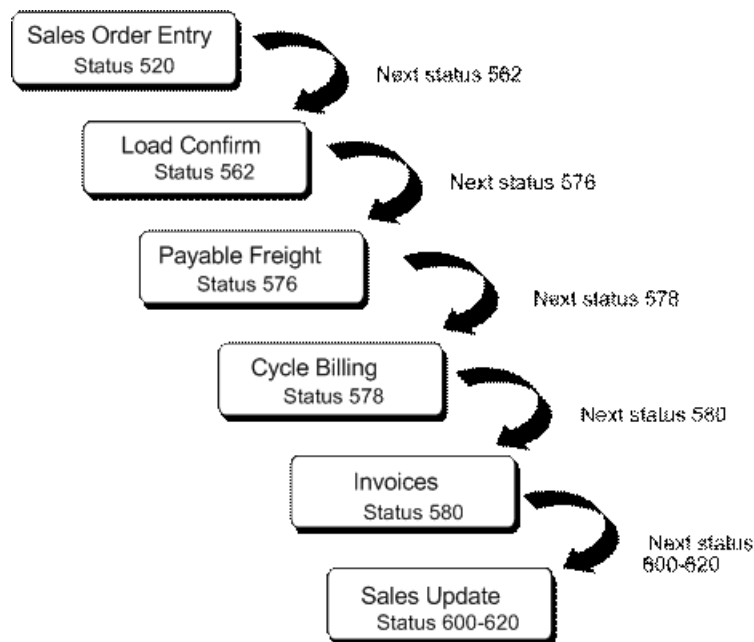 Sales Order Entry
Status 520
Next status 562
Load Confirm
Status 562
Next status 576
Payable Freight
Status 576
Next status 578
Cycle Billing
Status 578
Next status 580
Invoices
Status 580
Next status
600-620
Sales Update
Status 600-620